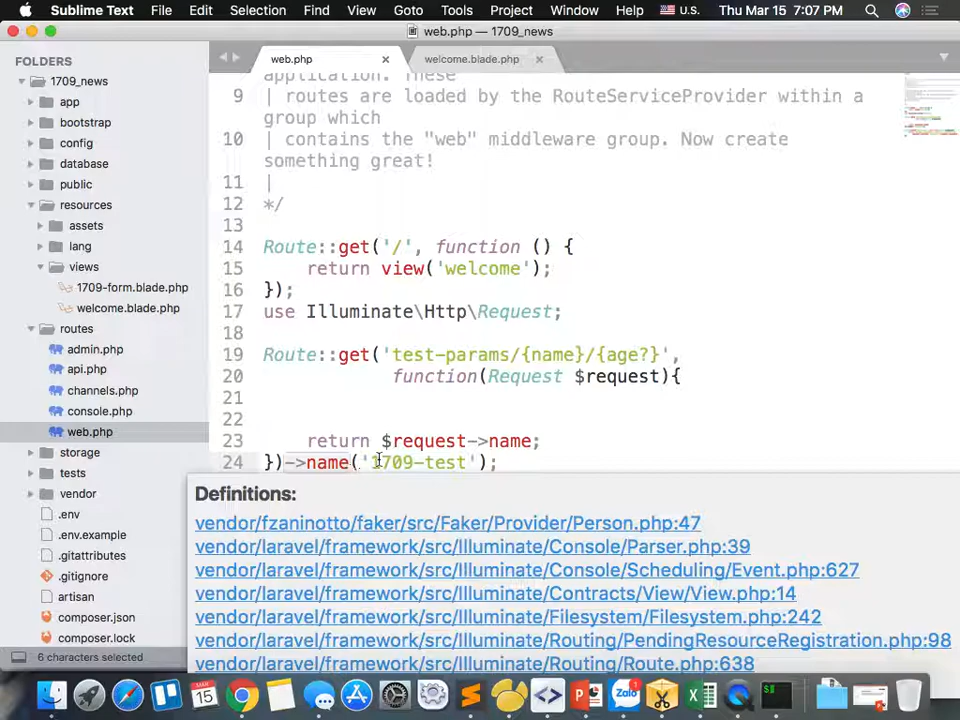 Sublime Text File Edit Selection Find View Goto Tools Project Window Help U.S. Thu Mar 15 7:07 PM
web.php — 1709_news
FOLDERS
1709_news
app
bootstrap
config
database
public
resources
assets
lang
views
1709-form.blade.php
welcome.blade.php
routes
admin.php
api.php
channels.php
console.php
web.php
storage
tests
vendor
.env
.env.example
.gitattributes
.gitignore
artisan
composer.json
composer.lock
6 characters selected
web.php welcome.blade.php
application. These
9 | routes are loaded by the RouteServiceProvider within a
group which
10 | contains the "web" middleware group. Now create
something great!
11 |
12 */
13
14 Route::get('/', function () {
15 return view('welcome');
16 });
17 use Illuminate\Http\Request;
18
19 Route::get('test-params/{name}/{age?}',
20 function(Request $request){
21
22
23 return $request->name;
24 })->name('1709-test');
Definitions:
vendor/fzaninotto/faker/src/Faker/Provider/Person.php:47
vendor/laravel/framework/src/Illuminate/Console/Parser.php:39
vendor/laravel/framework/src/Illuminate/Console/Scheduling/Event.php:627
vendor/laravel/framework/src/Illuminate/Contracts/View/View.php:14
vendor/laravel/framework/src/Illuminate/Filesystem/Filesystem.php:242
vendor/laravel/framework/src/Illuminate/Routing/PendingResourceRegistration.php:98
vendor/laravel/framework/src/Illuminate/Routing/Route.php:638
MAR
15
Zalo
1